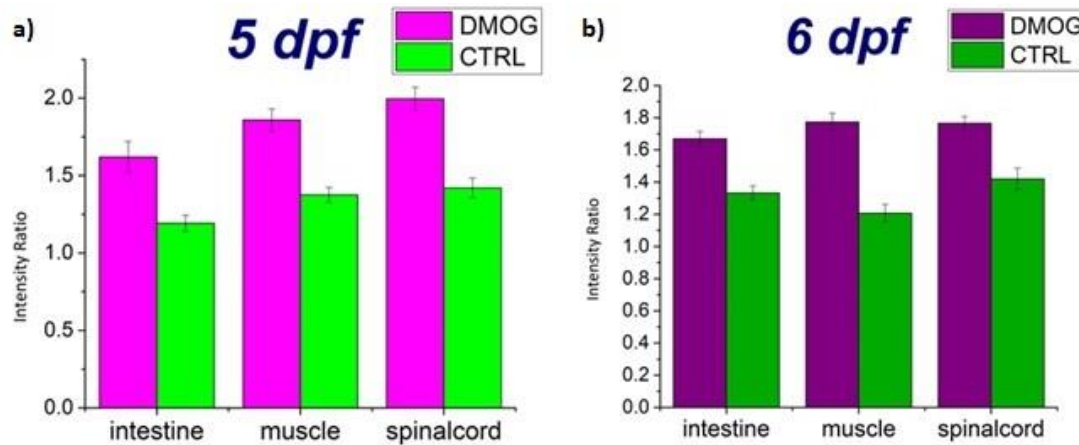 a)
5 dpf
DMOG
CTRL
Intensity Ratio
2.0
1.5
1.0
0.5
0.0
intestine muscle spinalcord
b)
6 dpf
DMOG
CTRL
Intensity Ratio
2.0
1.8
1.6
1.4
1.2
1.0
0.8
0.6
0.4
0.2
0.0
intestine muscle spinalcord